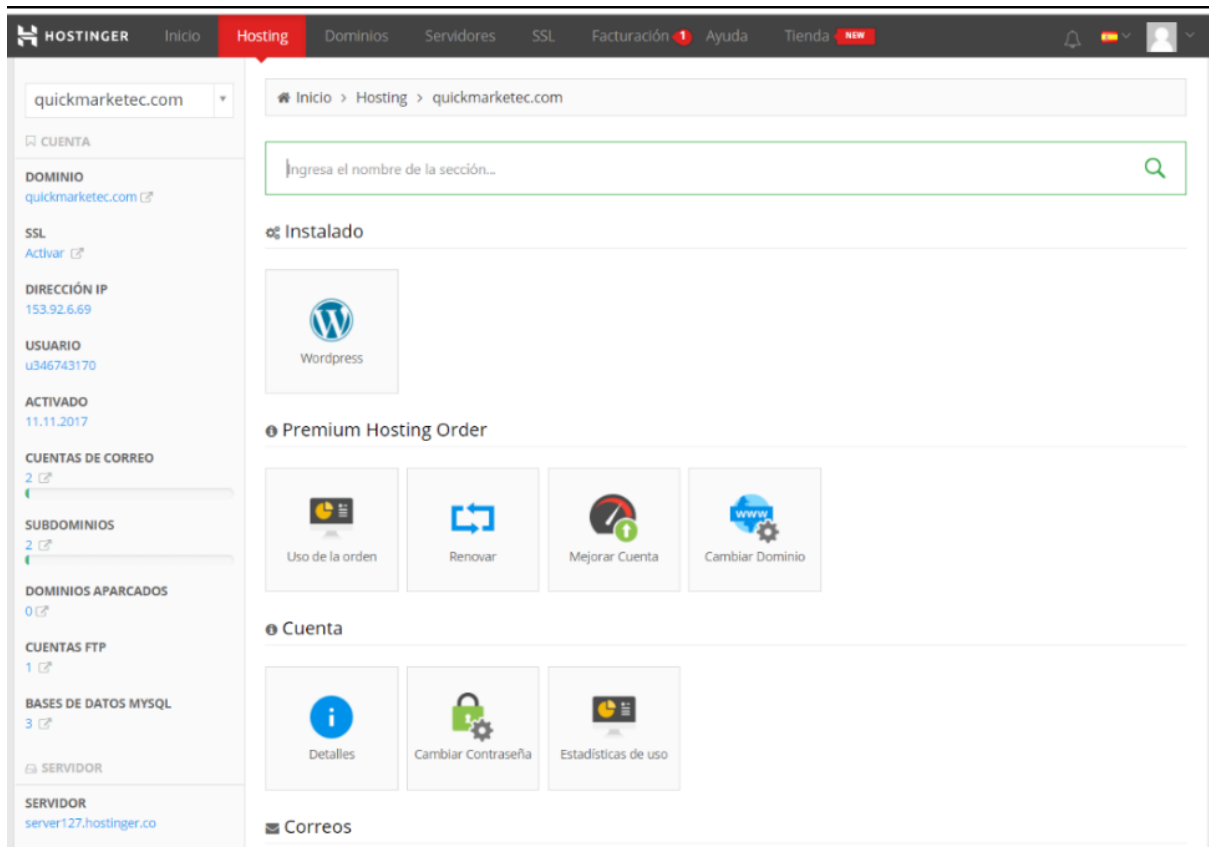 HOSTINGER Inicio Hosting Dominios Servidores SSL Facturación 1 Ayuda Tienda NEW
quickmarketec.com
Inicio > Hosting > quickmarketec.com
CUENTA
Ingresa el nombre de la sección...
DOMINIO
quickmarketec.com
SSL
Activar
Instalado
DIRECCIÓN IP
153.92.6.69
Wordpress
USUARIO
u346743170
ACTIVADO
11.11.2017
Premium Hosting Order
CUENTAS DE CORREO
2
SUBDOMINIOS
2
www
Uso de la orden Renovar Mejorar Cuenta Cambiar Dominio
DOMINIOS APARCADOS
0
Cuenta
CUENTAS FTP
1
BASES DE DATOS MYSQL
3
Detalles Cambiar Contraseña Estadísticas de uso
SERVIDOR
SERVIDOR
server127.hostinger.co
Correos